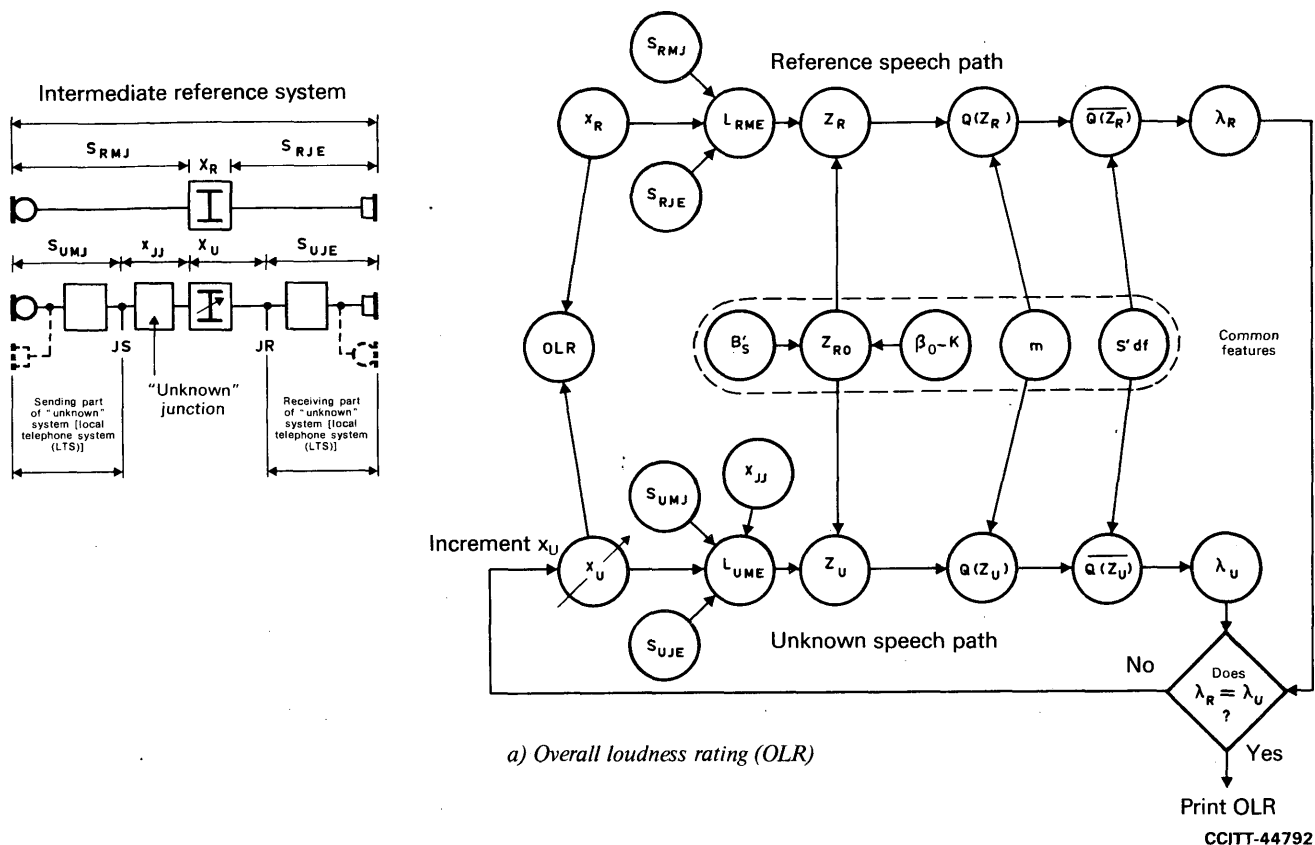 Intermediate reference system
S_RMJ
X_R
S_RJE
S_UMJ
x_JJ
X_U
S_UJE
JS
JR
"Unknown"
junction
Sending part
of "unknown"
system [local
telephone system
(LTS)]
Receiving part
of "unknown"
system [local
telephone system
(LTS)]
Reference speech path
S_RMJ
x_R
L_RME
Z_R
Q(Z_R)
\overline{Q(Z_R)}
λ_R
S_RJE
OLR
B'_S
Z_RO
β_0-K
m
S'df
Common
features
S_UMJ
x_JJ
Increment x_U
x_U
L_UME
Z_U
Q(Z_U)
\overline{Q(Z_U)}
λ_U
S_UJE
Unknown speech path
No
Does
λ_R = λ_U
?
Yes
a) Overall loudness rating (OLR)
Print OLR
CCITT-44792